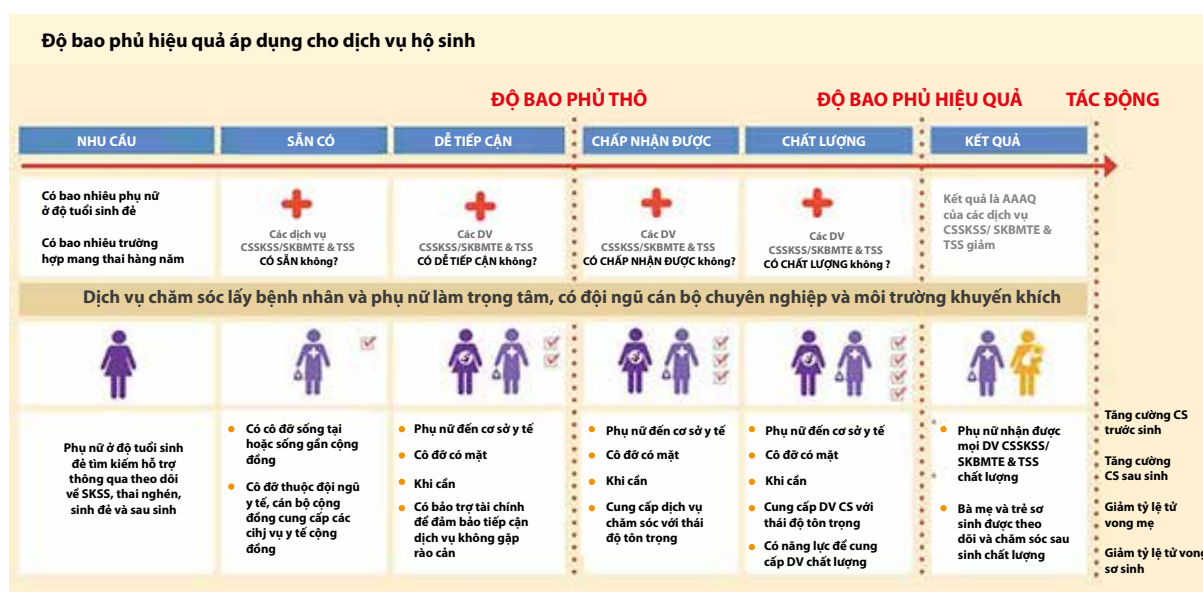 Độ bao phủ hiệu quả áp dụng cho dịch vụ hộ sinh
ĐỘ BAO PHỦ THÔ
ĐỘ BAO PHỦ HIỆU QUẢ
TÁC ĐỘNG
NHU CẦU
SẴN CÓ
DỄ TIẾP CẬN
CHẤP NHẬN ĐƯỢC
CHẤT LƯỢNG
KẾT QUẢ
Có bao nhiêu phụ nữ
ở độ tuổi sinh đẻ
Có bao nhiêu trường
hợp mang thai hàng năm
Các dịch vụ
CSSKSS/SKBMTE & TSS
CÓ SẴN không?
Các DV
CSSKSS/SKBMTE & TSS
CÓ DỄ TIẾP CẬN không?
Các DV
CSSKSS/SKBMTE & TSS
CÓ CHẤP NHẬN ĐƯỢC không?
Các DV
CSSKSS/SKBMTE & TSS
CÓ CHẤT LƯỢNG không ?
Kết quả là AAAQ
của các dịch vụ
CSSKSS/ SKBMTE &
TSS giảm
Dịch vụ chăm sóc lấy bệnh nhân và phụ nữ làm trọng tâm, có đội ngũ cán bộ chuyên nghiệp và môi trường khuyến khích
Phụ nữ ở độ tuổi sinh
đẻ tìm kiếm hỗ trợ
thông qua theo dõi
về SKSS, thai nghén,
sinh đẻ và sau sinh
Có cô đỡ sống tại
hoặc sống gần cộng
đồng
Cô đỡ thuộc đội ngũ
y tế, cán bộ cộng
đồng cung cấp các
cihj vụ y tế cộng
đồng
Phụ nữ đến cơ sở y tế
Cô đỡ có mặt
Khi cần
Có bảo trợ tài chính
để đảm bảo tiếp cận
dịch vụ không gặp
rào cản
Phụ nữ đến cơ sở y tế
Cô đỡ có mặt
Khi cần
Cung cấp dịch vụ
chăm sóc với thái
độ tôn trọng
Phụ nữ đến cơ sở y tế
Cô đỡ có mặt
Khi cần
Cung cấp DV CS với
thái độ tôn trọng
Có năng lực để cung
cấp DV chất lượng
Phụ nữ nhận được
mọi DV CSSKSS/
SKBMTE & TSS
chất lượng
Bà mẹ và trẻ sơ
sinh được theo
dõi và chăm sóc sau
sinh chất lượng
Tăng cường CS
trước sinh
Tăng cường
CS sau sinh
Giảm tỷ lệ tử
vong mẹ
Giảm tỷ lệ tử vong
sơ sinh